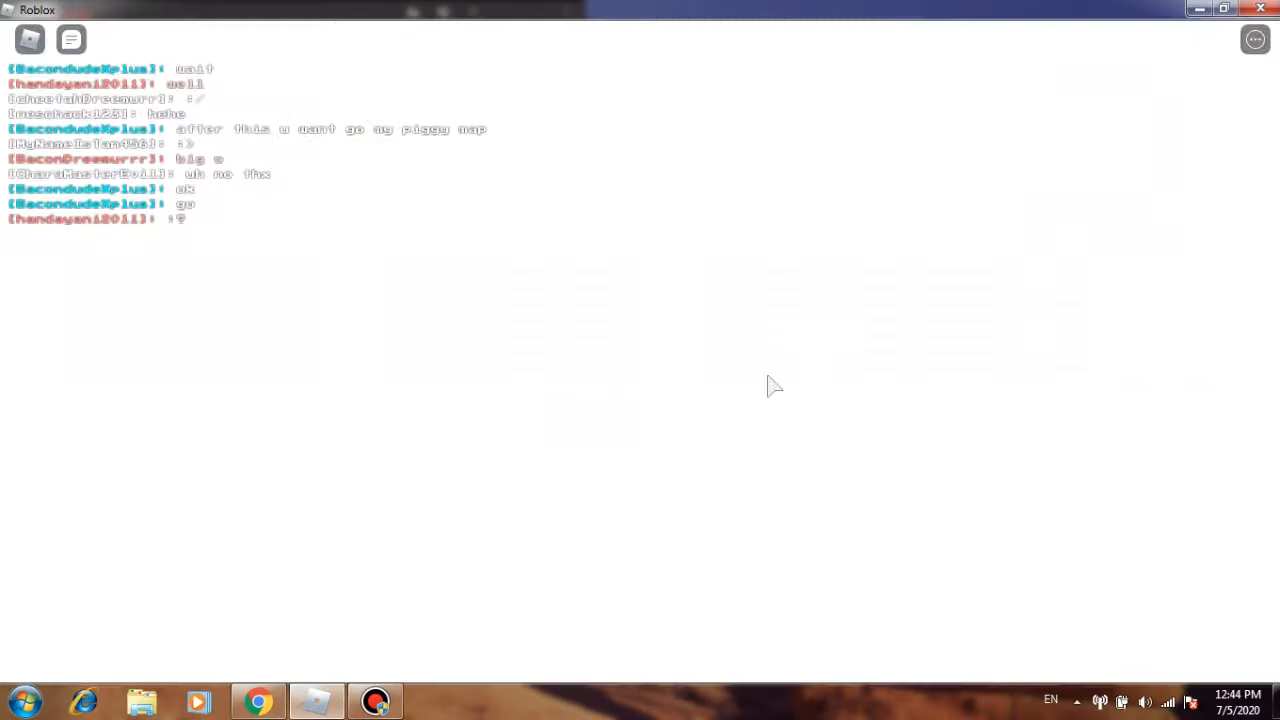 Roblox
[BacondudeXplus]: wait
[handayani2011]: well
[cheetahDreemurr]: :/
[neschack123]: hehe
[BacondudeXplus]: after this u want go my piggy map
[MyNameIsTan456]: :>
[BaconDreemurrr]: big o
[CharaMasterEvil]: uh no thx
[BacondudeXplus]: ok
[BacondudeXplus]: go
[handayani2011]: :?
EN
12:44 PM
7/5/2020